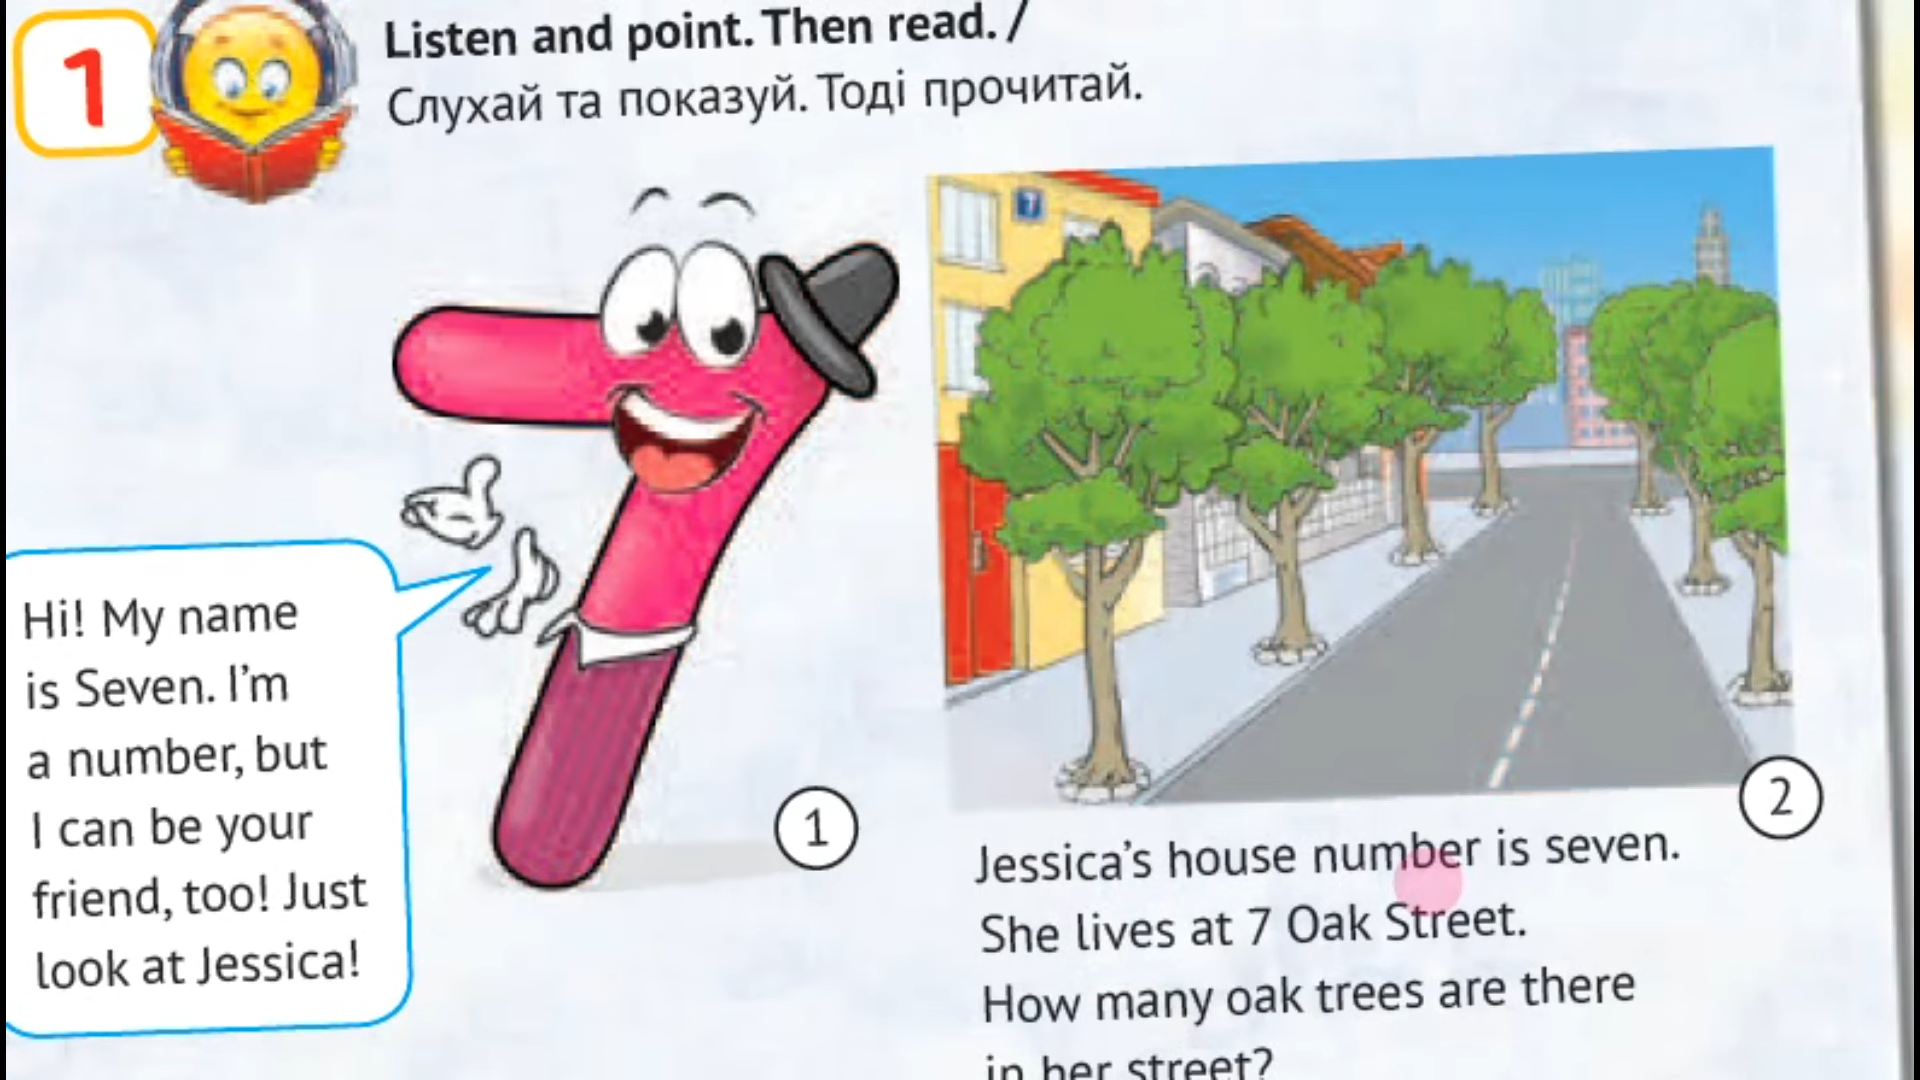 1
Listen and point. Then read. /
Слухай та показуй. Тоді прочитай.
7
Hi! My name
is Seven. I'm
a number, but
I can be your
friend, too! Just
look at Jessica!
1
2
Jessica's house number is seven.
She lives at 7 Oak Street.
How many oak trees are there
in her street?